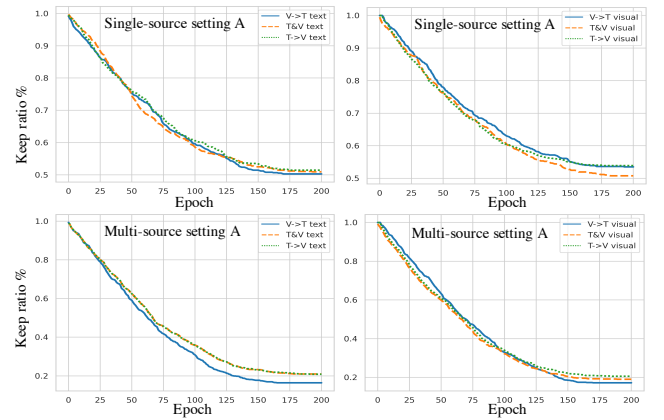 Single-source setting A
V->T text
T&V text
T->V text
Keep ratio %
1.0
0.9
0.8
0.7
0.6
0.5
0 25 50 75 100 125 150 175 200
Epoch
Single-source setting A
V->T visual
T&V visual
T->V visual
1.0
0.9
0.8
0.7
0.6
0.5
0 25 50 75 100 125 150 175 200
Epoch
Multi-source setting A
V->T text
T&V text
T->V text
Keep ratio %
1.0
0.8
0.6
0.4
0.2
0 25 50 75 100 125 150 175 200
Epoch
Multi-source setting A
V->T visual
T&V visual
T->V visual
1.0
0.8
0.6
0.4
0.2
0 25 50 75 100 125 150 175 200
Epoch